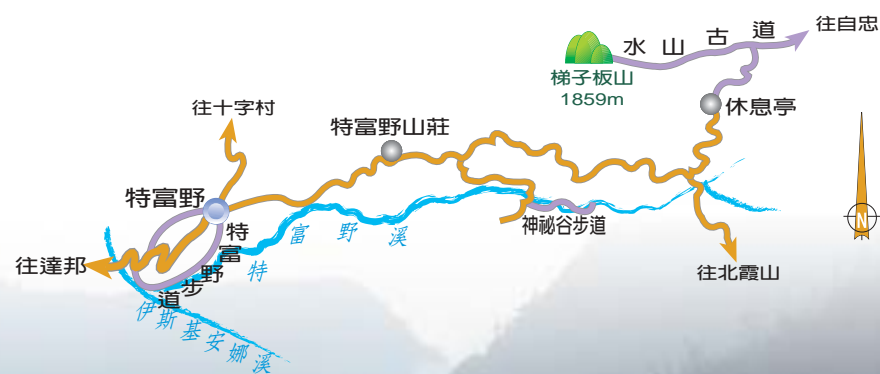 水山古道
往自忠
梯子板山
1859m
休息亭
往十字村
特富野山莊
特富野
特富野步道
神祕谷步道
特富野溪
往達邦
往北霞山
伊斯基安娜溪
N